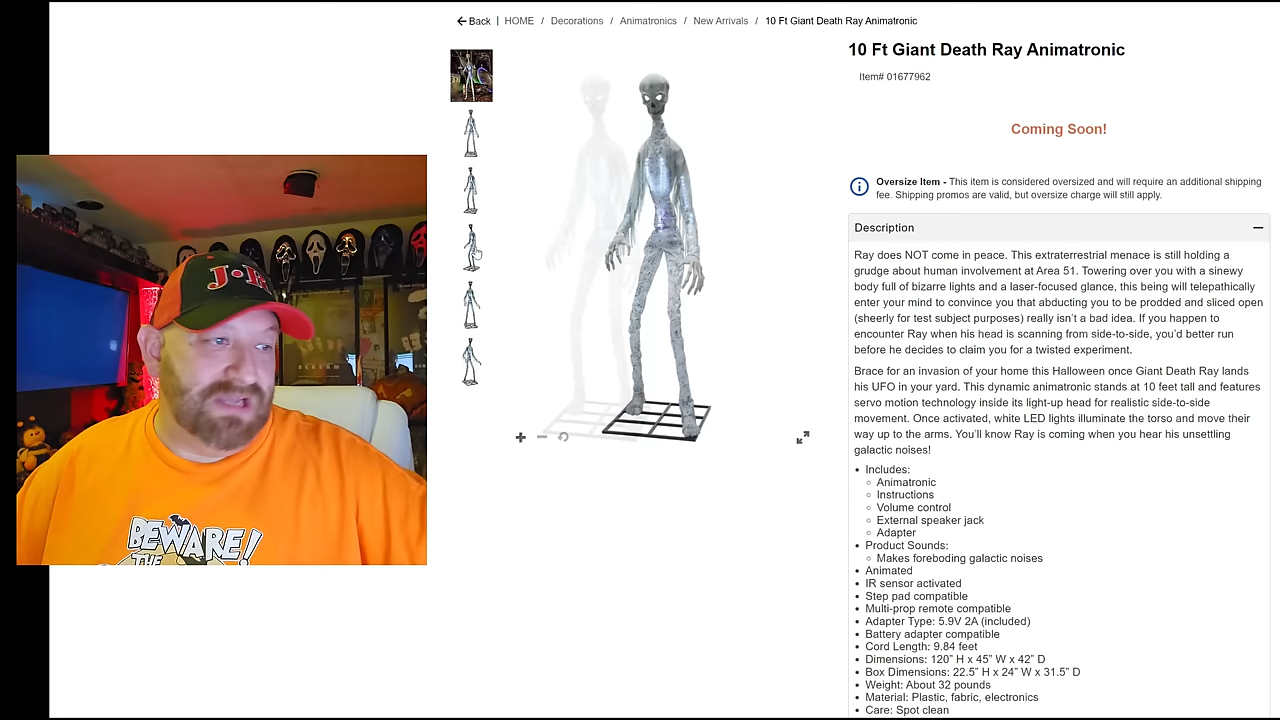 Back | HOME / Decorations / Animatronics / New Arrivals / 10 Ft Giant Death Ray Animatronic
10 Ft Giant Death Ray Animatronic
Item# 01677962
Coming Soon!
Oversize Item - This item is considered oversized and will require an additional shipping
fee. Shipping promos are valid, but oversize charge will still apply.
Description
Ray does NOT come in peace. This extraterrestrial menace is still holding a
grudge about human involvement at Area 51. Towering over you with a sinewy
body full of bizarre lights and a laser-focused glance, this being will telepathically
enter your mind to convince you that abducting you to be prodded and sliced open
(sheerly for test subject purposes) really isn't a bad idea. If you happen to
encounter Ray when his head is scanning from side-to-side, you'd better run
before he decides to claim you for a twisted experiment.
Brace for an invasion of your home this Halloween once Giant Death Ray lands
his UFO in your yard. This dynamic animatronic stands at 10 feet tall and features
servo motion technology inside its light-up head for realistic side-to-side
movement. Once activated, white LED lights illuminate the torso and move their
way up to the arms. You'll know Ray is coming when you hear his unsettling
galactic noises!
• Includes:
◦ Animatronic
◦ Instructions
◦ Volume control
◦ External speaker jack
◦ Adapter
• Product Sounds:
◦ Makes foreboding galactic noises
• Animated
• IR sensor activated
• Step pad compatible
• Multi-prop remote compatible
• Adapter Type: 5.9V 2A (included)
• Battery adapter compatible
• Cord Length: 9.84 feet
• Dimensions: 120" H x 45" W x 42" D
• Box Dimensions: 22.5" H x 24" W x 31.5" D
• Weight: About 32 pounds
• Material: Plastic, fabric, electronics
• Care: Spot clean
SCREAM
BEWARE!
THE